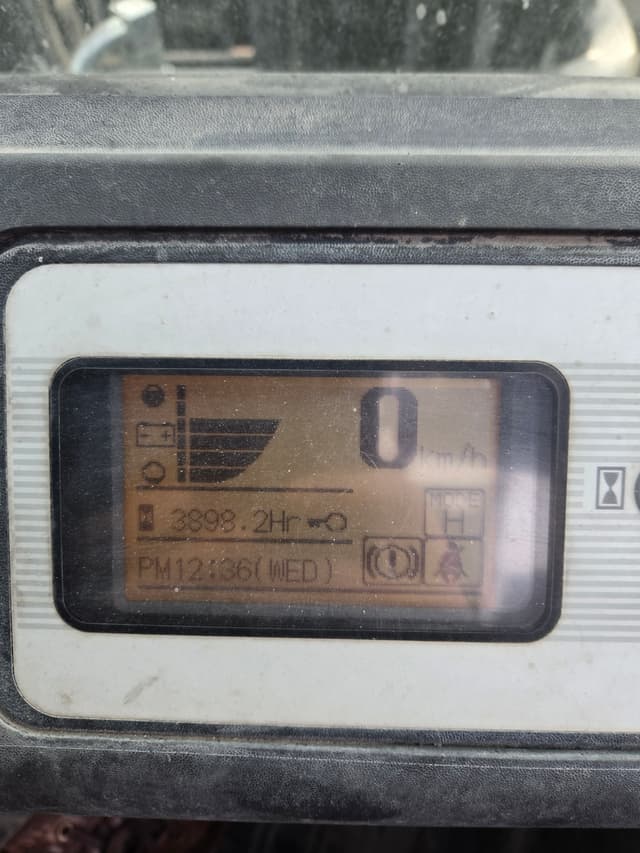 0 km/h
MODE
H
3898.2Hr
PM12:36(WED)